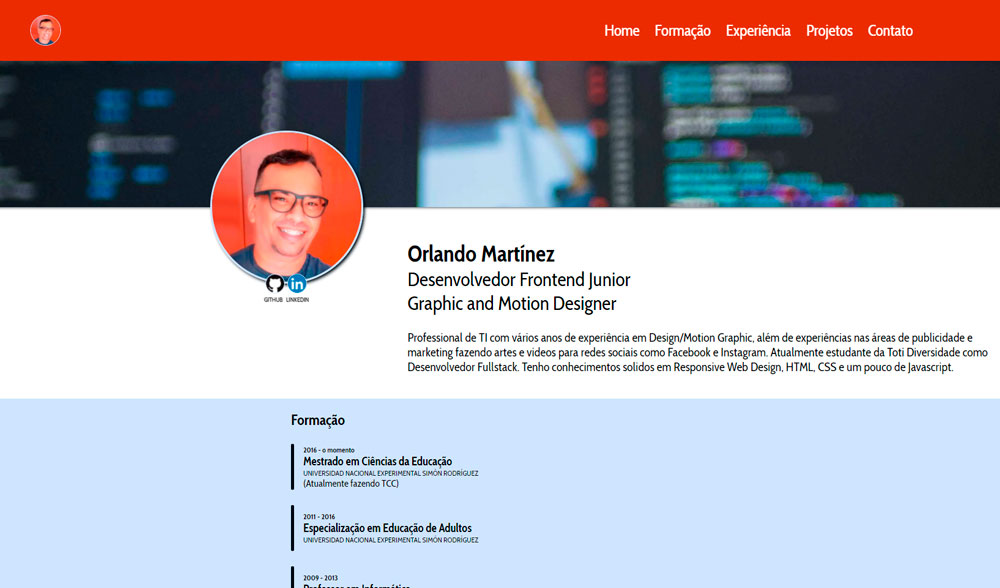 Home Formação Experiência Projetos Contato
GITHUB LINKEDIN
Orlando Martínez
Desenvolvedor Frontend Junior
Graphic and Motion Designer
Professional de TI com vários anos de experiência em Design/Motion Graphic, além de experiências nas áreas de publicidade e
marketing fazendo artes e videos para redes sociais como Facebook e Instagram. Atualmente estudante da Toti Diversidade como
Desenvolvedor Fullstack. Tenho conhecimentos solidos em Responsive Web Design, HTML, CSS e um pouco de Javascript.
Formação
2016 - o momento
Mestrado em Ciências da Educação
UNIVERSIDAD NACIONAL EXPERIMENTAL SIMÓN RODRÍGUEZ
(Atualmente fazendo TCC)
2011 - 2016
Especialização em Educação de Adultos
UNIVERSIDAD NACIONAL EXPERIMENTAL SIMÓN RODRÍGUEZ
2009 - 2013
Professor em Informática